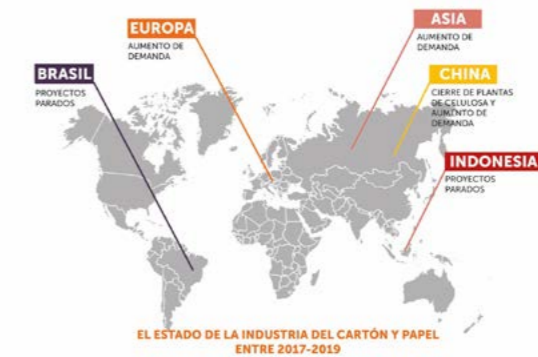 EUROPA
AUMENTO DE
DEMANDA
ASIA
AUMENTO DE
DEMANDA
BRASIL
PROYECTOS
PARADOS
CHINA
CIERRE DE PLANTAS
DE CELULOSA Y
AUMENTO DE
DEMANDA
INDONESIA
PROYECTOS
PARADOS
EL ESTADO DE LA INDUSTRIA DEL CARTÓN Y PAPEL
ENTRE 2017-2019